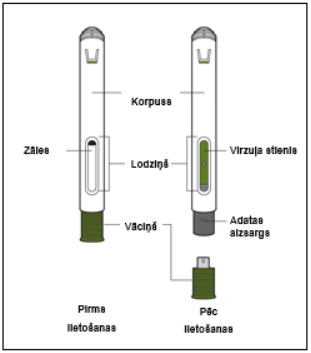 Korpuss
Zāles
Lodziņš
Virzuļa stienis
Vāciņš
Adatas
aizsargs
Pirms
lietošanas
Pēc
lietošanas